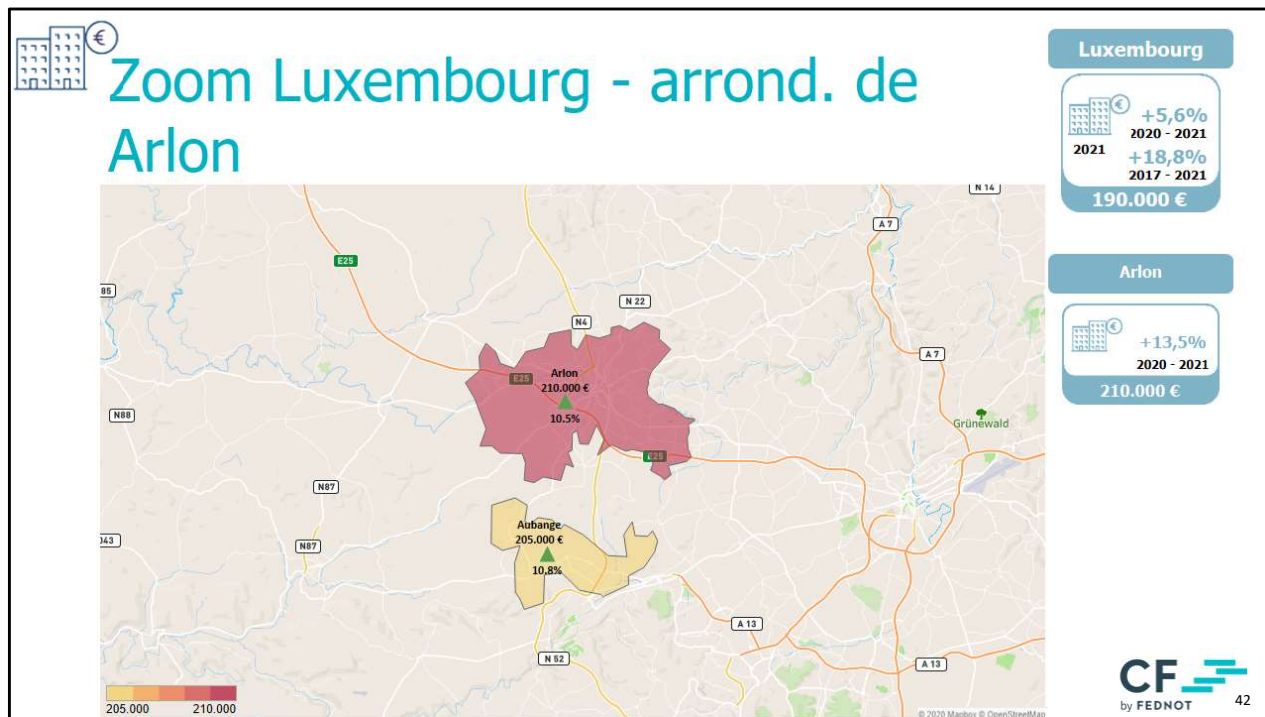 €
Zoom Luxembourg - arrond. de
Arlon
Luxembourg
€
+5,6%
2020 - 2021
2021
+18,8%
2017 - 2021
190.000 €
Arlon
€
+13,5%
2020 - 2021
210.000 €
N 14
A 7
E25
85
N 22
N4
A 7
Arlon
E25
210.000 €
10.5%
N88
Grünewald
E25
N87
Aubange
205.000 €
43
N87
10,8%
A 13
N 52
A 13
205.000
210.000
© 2020 Mapbox © OpenStreetMap
CF
by FEDNOT
42